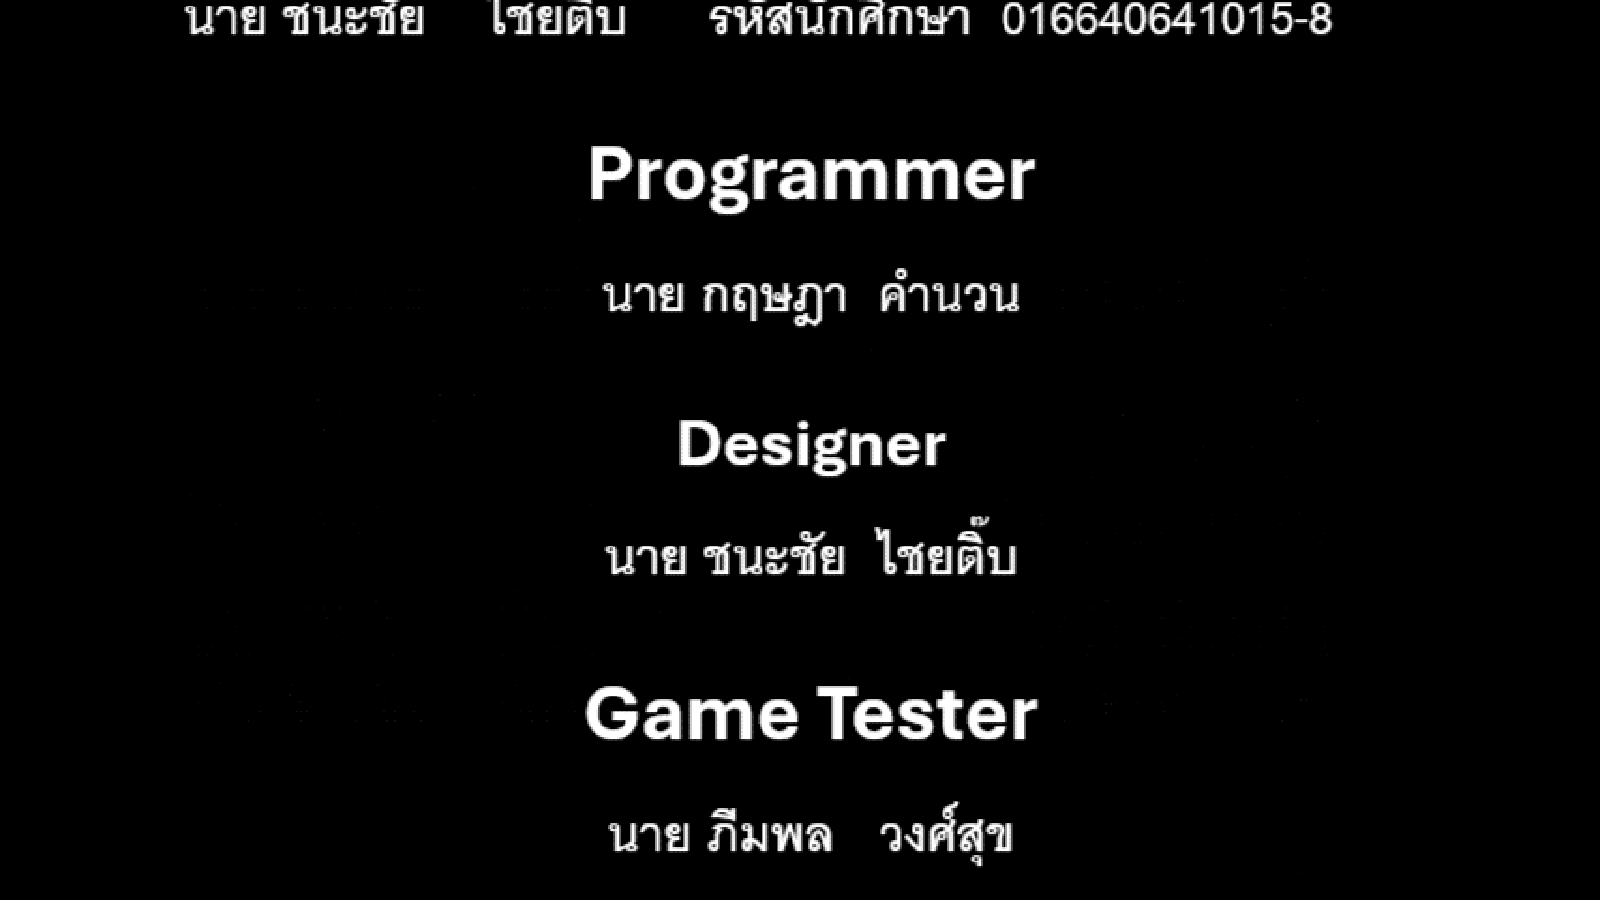 นาย ชนะชัย ไชยติ๊บ รหัสนักศึกษา 016640641015-8
Programmer
นาย กฤษฎา คำนวน
Designer
นาย ชนะชัย ไชยติ๊บ
Game Tester
นาย ภีมพล วงศ์สุข